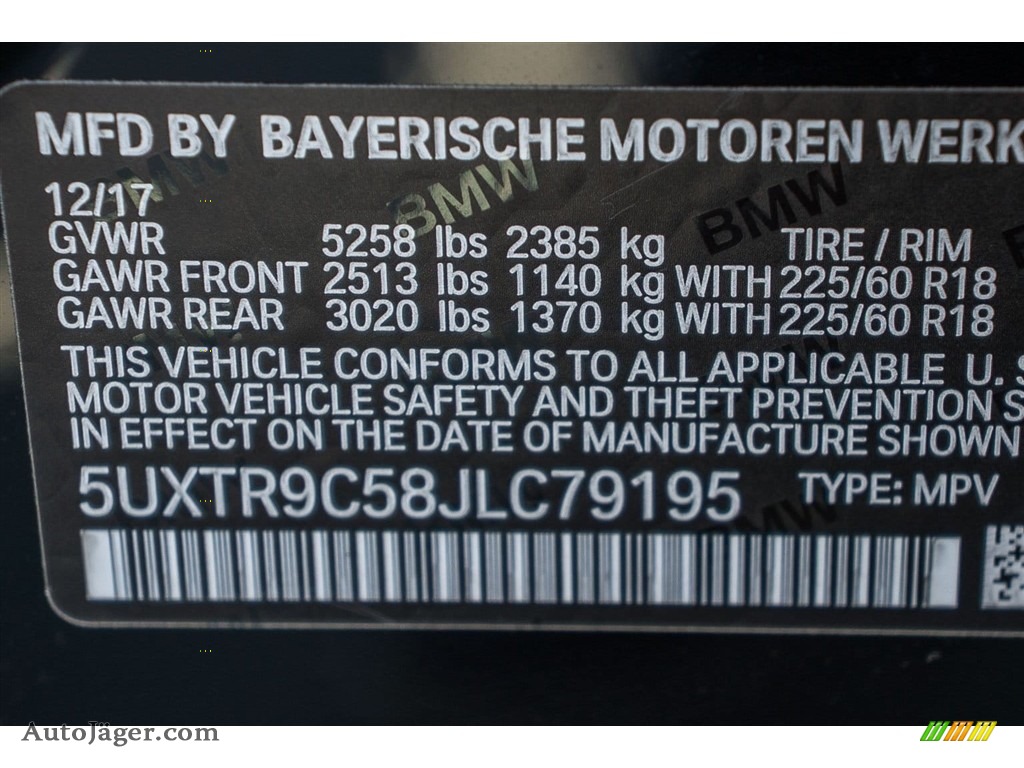 MFD BY BAYERISCHE MOTOREN WERK
12/17
GVWR 5258 lbs 2385 kg TIRE / RIM
GAWR FRONT 2513 lbs 1140 kg WITH 225/60 R18
GAWR REAR 3020 lbs 1370 kg WITH 225/60 R18
THIS VEHICLE CONFORMS TO ALL APPLICABLE U. S
MOTOR VEHICLE SAFETY AND THEFT PREVENTION S
IN EFFECT ON THE DATE OF MANUFACTURE SHOWN
5UXTR9C58JLC79195 TYPE: MPV
BMW
BMW
BMW
BMW
BMW
AutoJager.com